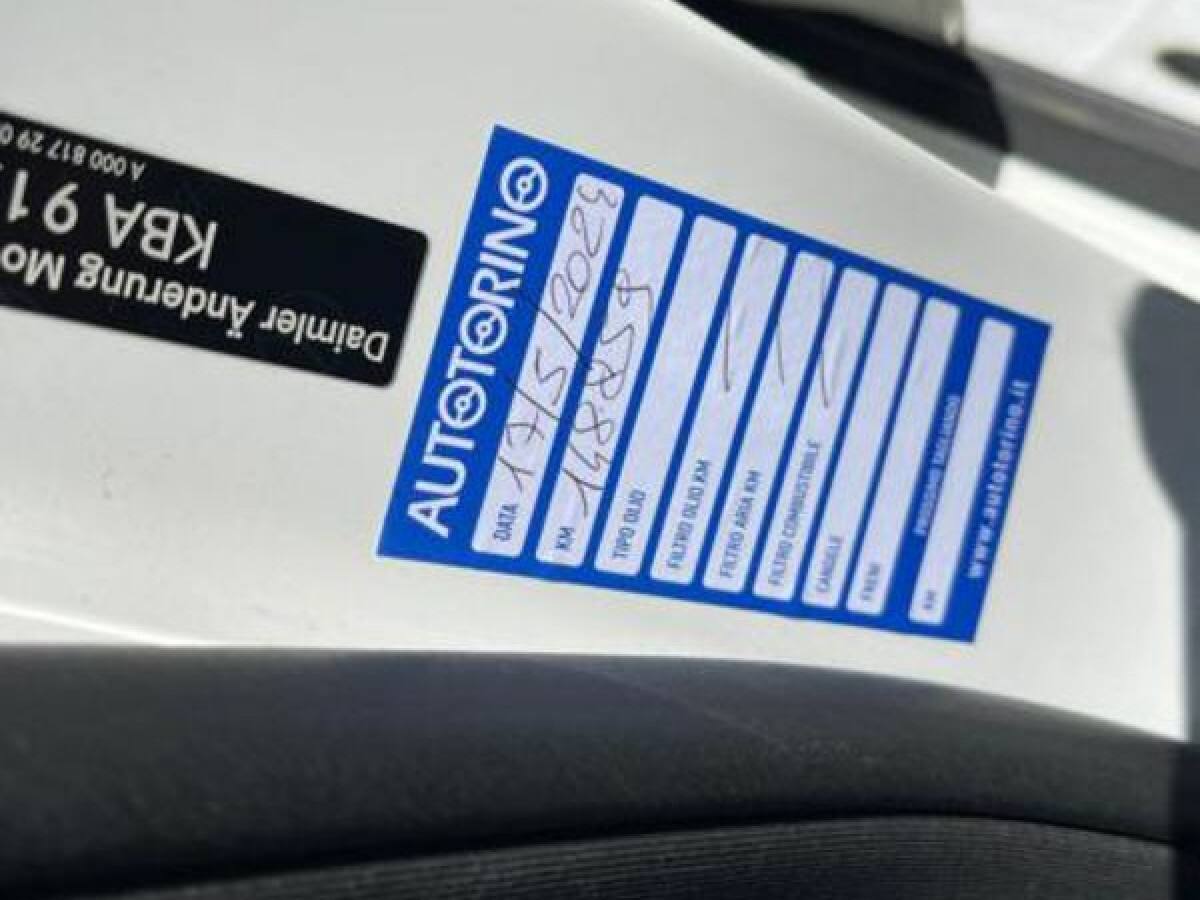 AUTOTORINO
DATA 17/5/2023
KM 148859
TIPO OLIO
FILTRO OLIO KM
FILTRO ARIA KM
FILTRO COMBUSTIBILE
CANDELE
FRENI
PROSSIMO TAGLIANDO
KM
www.autotorino.it
Daimler Änderung Mo
KBA 91
A 000 817 29 0